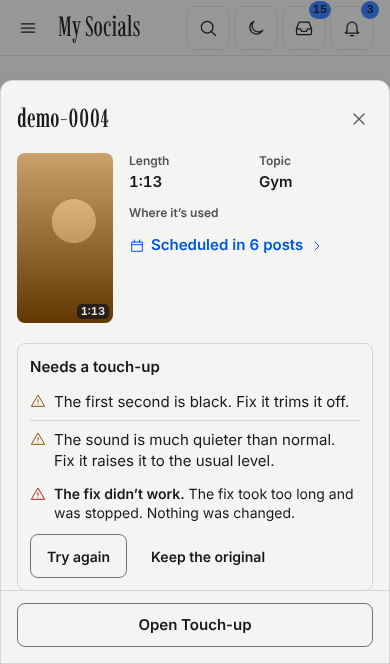 My Socials
15
3
demo-0004
Length
Topic
1:13
Gym
Where it’s used
Scheduled in 6 posts
1:13
Needs a touch-up
The first second is black. Fix it trims it off.
The sound is much quieter than normal.
Fix it raises it to the usual level.
The fix didn’t work. The fix took too long and
was stopped. Nothing was changed.
Try again
Keep the original
Open Touch-up